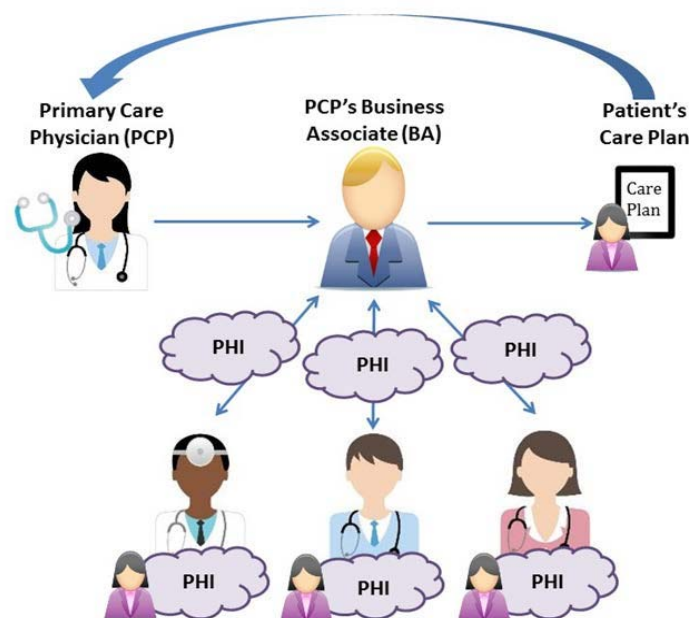 Primary Care
Physician (PCP)
PCP's Business
Associate (BA)
Patient's
Care Plan
Care
Plan
PHI
PHI
PHI
PHI
PHI
PHI